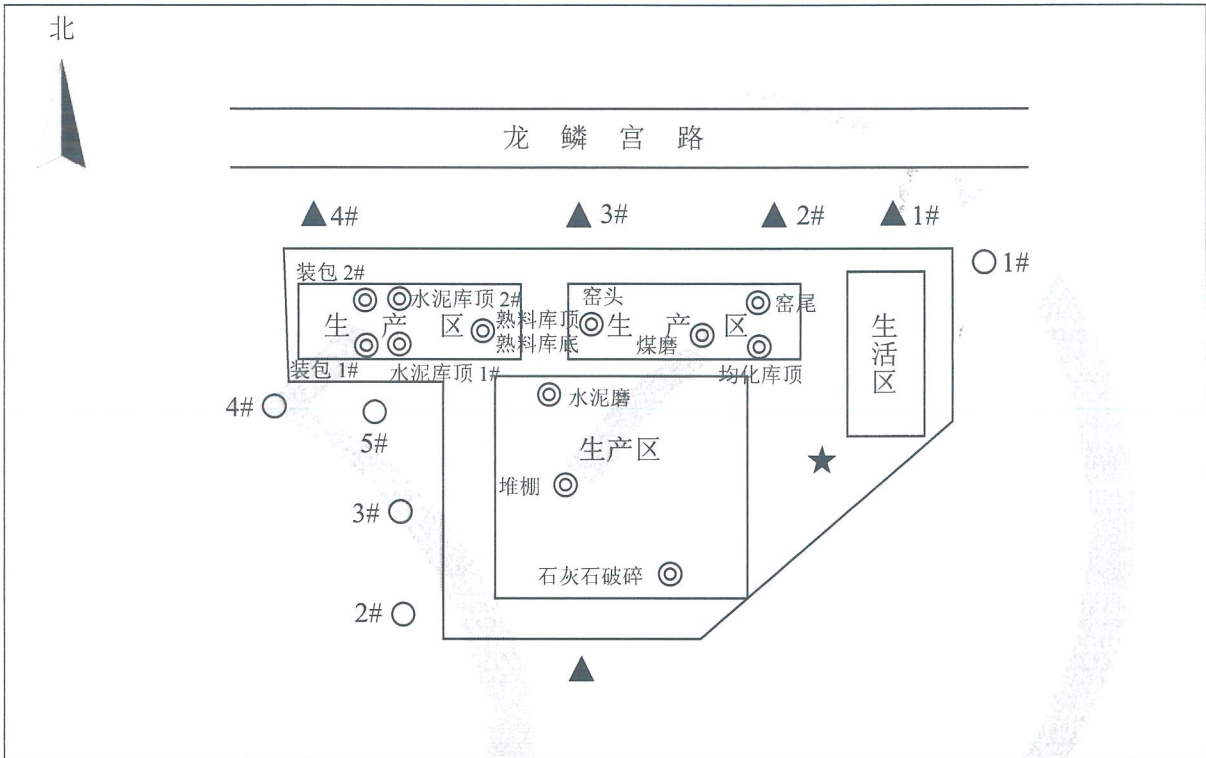 北
龙鳞宫路
4#
3#
2#
1#
1#
装包 2#
水泥库顶 2#
生产区
熟料库顶
熟料库底
窑头
生产区
煤磨
窑尾
生活区
装包 1#
水泥库顶 1#
均化库顶
4#
5#
水泥磨
生产区
堆棚
3#
石灰石破碎
2#